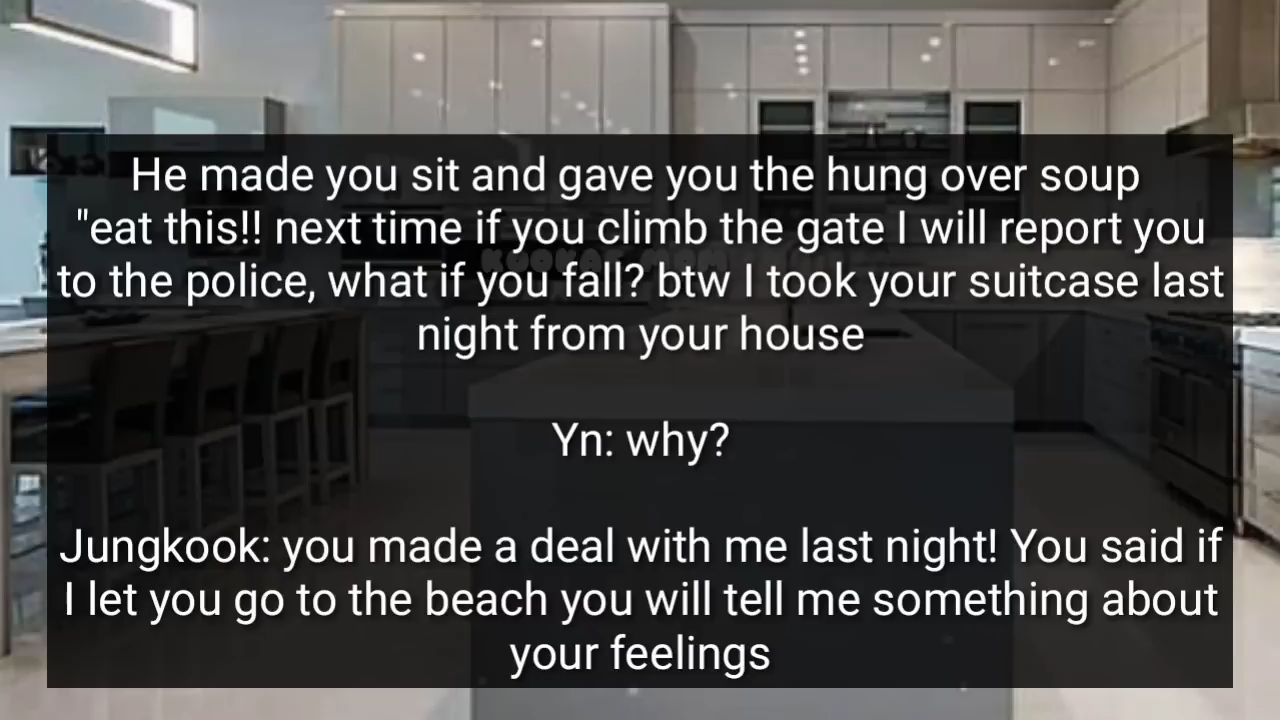 He made you sit and gave you the hung over soup
"eat this!! next time if you climb the gate I will report you
to the police, what if you fall? btw I took your suitcase last
night from your house
Yn: why?
Jungkook: you made a deal with me last night! You said if
I let you go to the beach you will tell me something about
your feelings